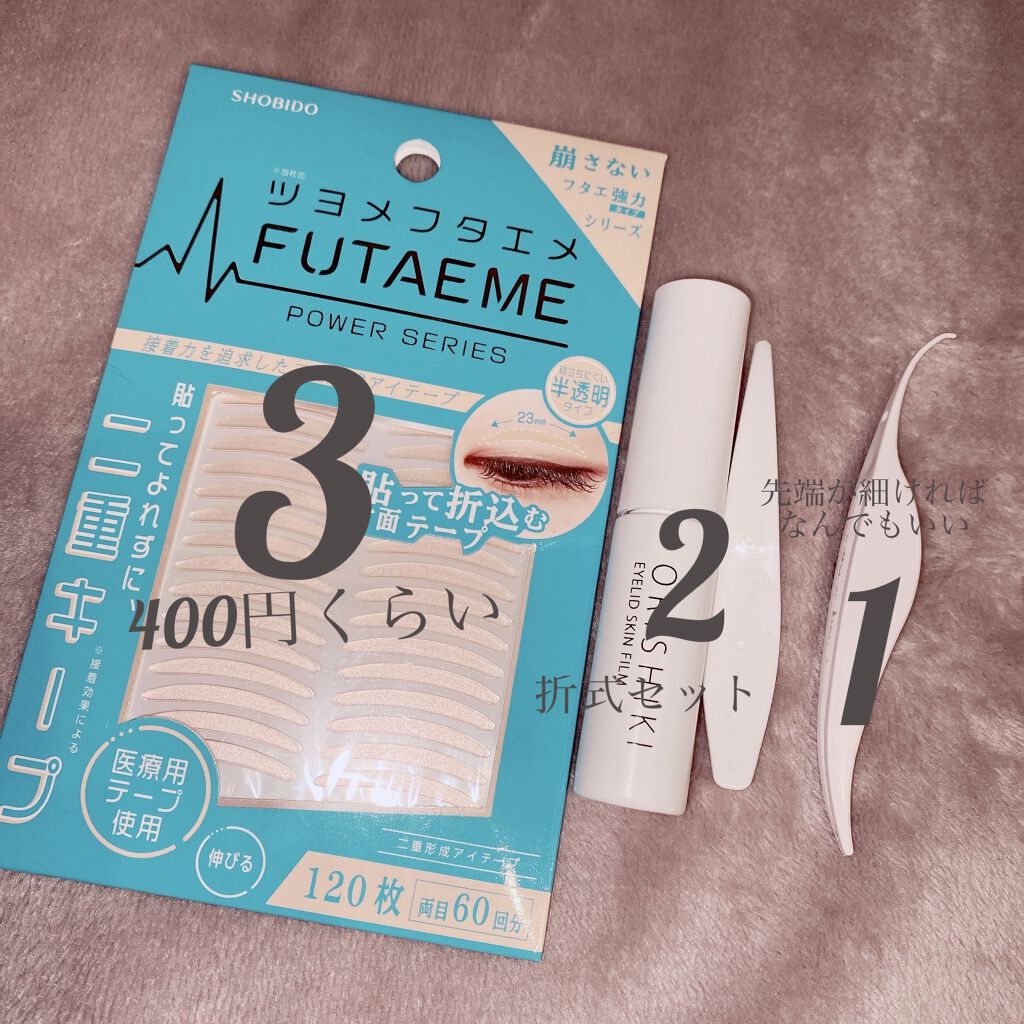 SHOBIDO
崩さない
フタエ強力
タイプ
シリーズ
※当社比
ツヨメフタエメ
FUTAEME
POWER SERIES
接着力を追求した
アイテープ
目立ちにくい
半透明
タイプ
23mm
貼って折込む
面テープ
貼ってよれずに
二重キープ
※接着効果による
医療用
テープ
使用
伸びる
二重形成アイテープ
120枚
両目60回分
3
400円くらい
EYELID SKIN FILM
2
折式セット
先端が細ければ
なんでもいい
1